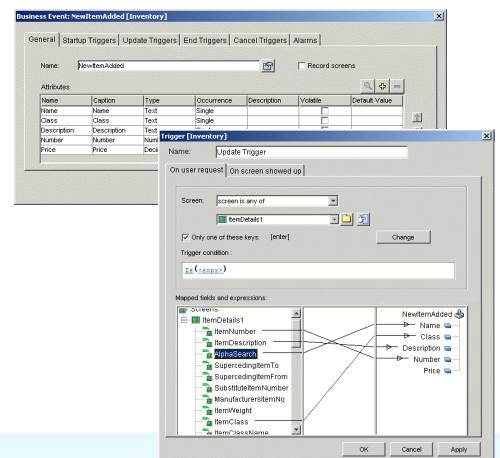 Business Event: NewItemAdded [Inventory]
General Startup Triggers Update Triggers End Triggers Cancel Triggers Alarms
Name: NewItemAdded Record screens
Attributes
Name Caption Type Occurrence Description Volatile Default Value
Name Name Text Single
Class Class Text Single
Description Description Text
Number Number
Price Price
Trigger [Inventory]
Name: Update Trigger
On user request On screen showed up
Screen: screen is any of
ItemDetails1
Only one of these keys: [enter] Change
Trigger condition :
Is(<expr>)
Mapped fields and expressions:
Screens
ItemDetails1
ItemNumber
ItemDescription
AlphaSearch
SupercedingItemTo
SupercedingItemFrom
SubstituteItemNumber
ManufacturersItemNo
ItemWeight
ItemClass
ItemClassName
NewItemAdded
Name
Class
Description
Number
Price
OK Cancel Apply